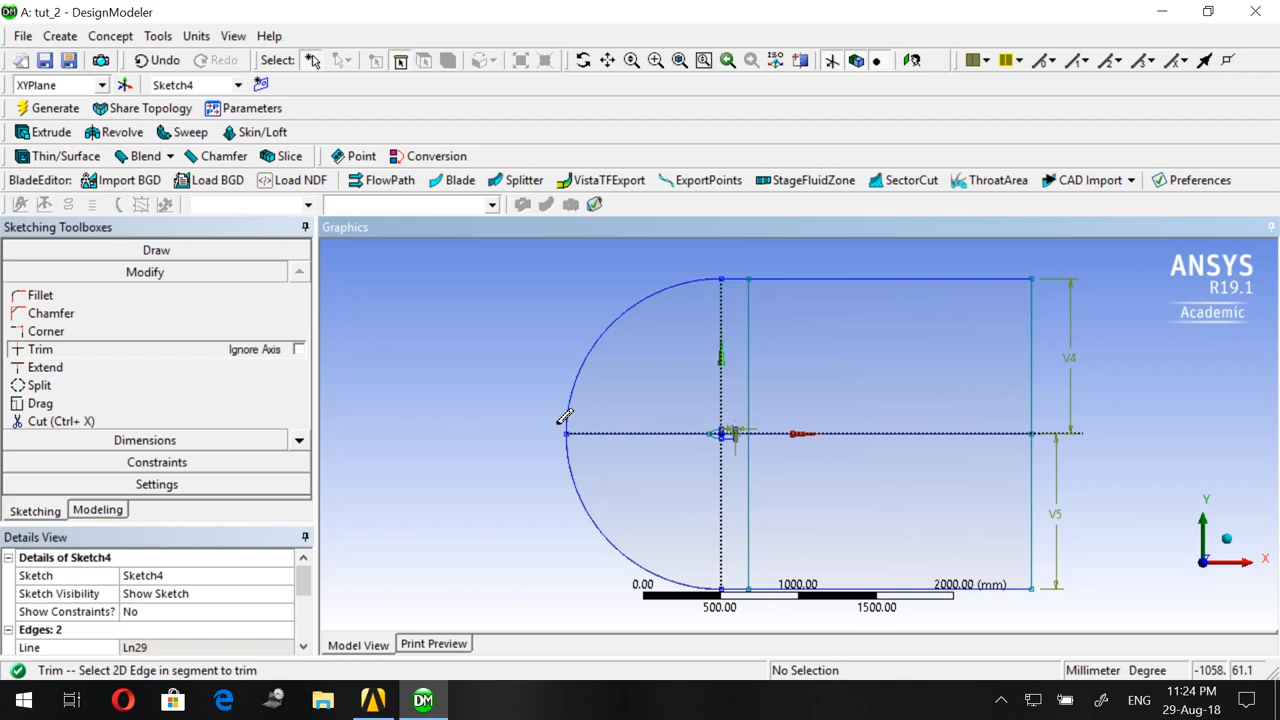 A: tut_2 - DesignModeler
File Create Concept Tools Units View Help
Undo Redo Select:
XYPlane Sketch4
Generate Share Topology Parameters
Extrude Revolve Sweep Skin/Loft
Thin/Surface Blend Chamfer Slice Point Conversion
BladeEditor: Import BGD Load BGD Load NDF FlowPath Blade Splitter VistaTFExport ExportPoints StageFluidZone SectorCut ThroatArea CAD Import Preferences
Sketching Toolboxes
Draw
Modify
Fillet
Chamfer
Corner
Trim Ignore Axis
Extend
Split
Drag
Cut (Ctrl+ X)
Dimensions
Constraints
Settings
Sketching Modeling
Details View
Details of Sketch4
Sketch Sketch4
Sketch Visibility Show Sketch
Show Constraints? No
Edges: 2
Line Ln29
Graphics
ANSYS
R19.1
Academic
V4
V5
Y
X
0.00 1000.00 2000.00 (mm)
500.00 1500.00
Model View Print Preview
Trim -- Select 2D Edge in segment to trim No Selection Millimeter Degree -1058. 61.1
DM
ENG
11:24 PM
29-Aug-18